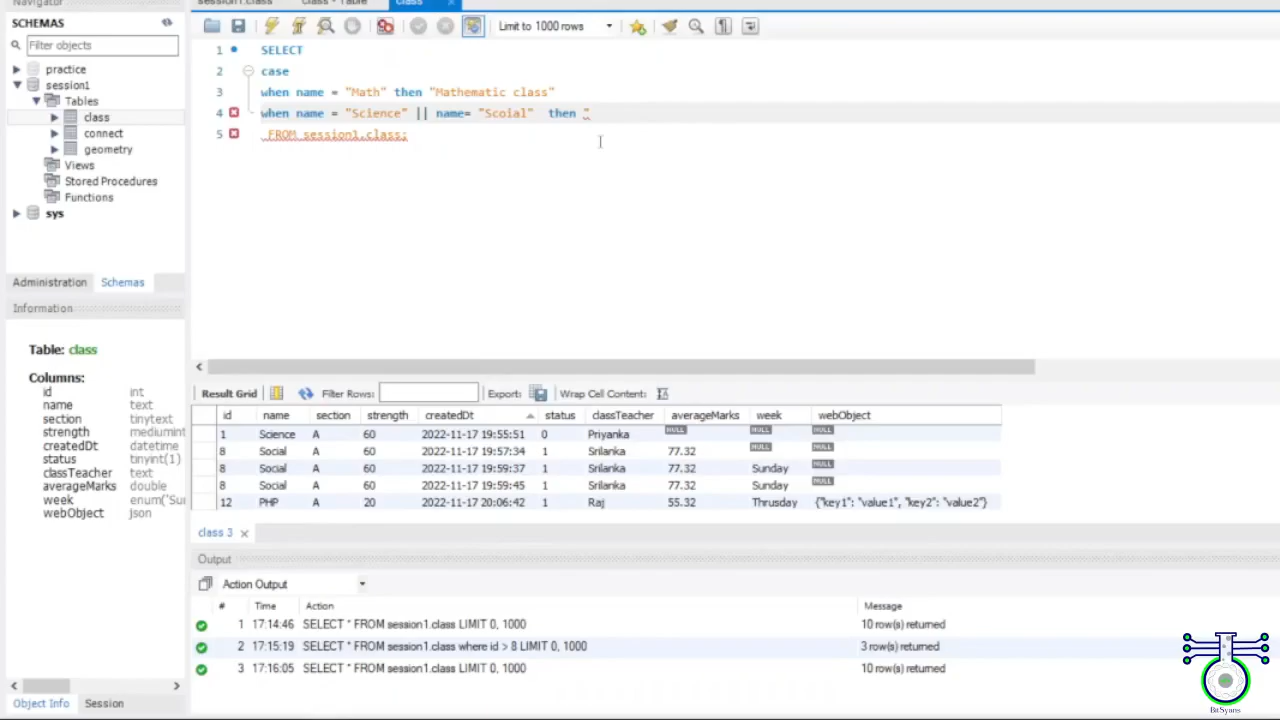 Navigator
session1.class
class - Table
class x
SCHEMAS
Filter objects
practice
session1
Tables
class
connect
geometry
Views
Stored Procedures
Functions
sys
Administration Schemas
Information
Table: class
Columns:
id int
name text
section tinytext
strength mediumint
createdDt datetime
status tinyint(1)
classTeacher text
averageMarks double
week enum('Su
webObject json
Object Info Session
Limit to 1000 rows
1 SELECT
2 case
3 when name = "Math" then "Mathematic class"
4 when name = "Science" || name= "Scoial"  then "
5 FROM session1.class;
Result Grid Filter Rows: Export: Wrap Cell Content:
id name section strength createdDt status classTeacher averageMarks week webObject
1 Science A 60 2022-11-17 19:55:51 0 Priyanka NULL NULL NULL
8 Social A 60 2022-11-17 19:57:34 1 Srilanka 77.32 NULL NULL
8 Social A 60 2022-11-17 19:59:37 1 Srilanka 77.32 Sunday NULL
8 Social A 60 2022-11-17 19:59:45 1 Srilanka 77.32 Sunday NULL
12 PHP A 20 2022-11-17 20:06:42 1 Raj 55.32 Thrusday {"key1": "value1", "key2": "value2"}
class 3 x
Output
Action Output
# Time Action Message
1 17:14:46 SELECT * FROM session1.class LIMIT 0, 1000 10 row(s) returned
2 17:15:19 SELECT * FROM session1.class where id > 8 LIMIT 0, 1000 3 row(s) returned
3 17:16:05 SELECT * FROM session1.class LIMIT 0, 1000 10 row(s) returned
BitSyans